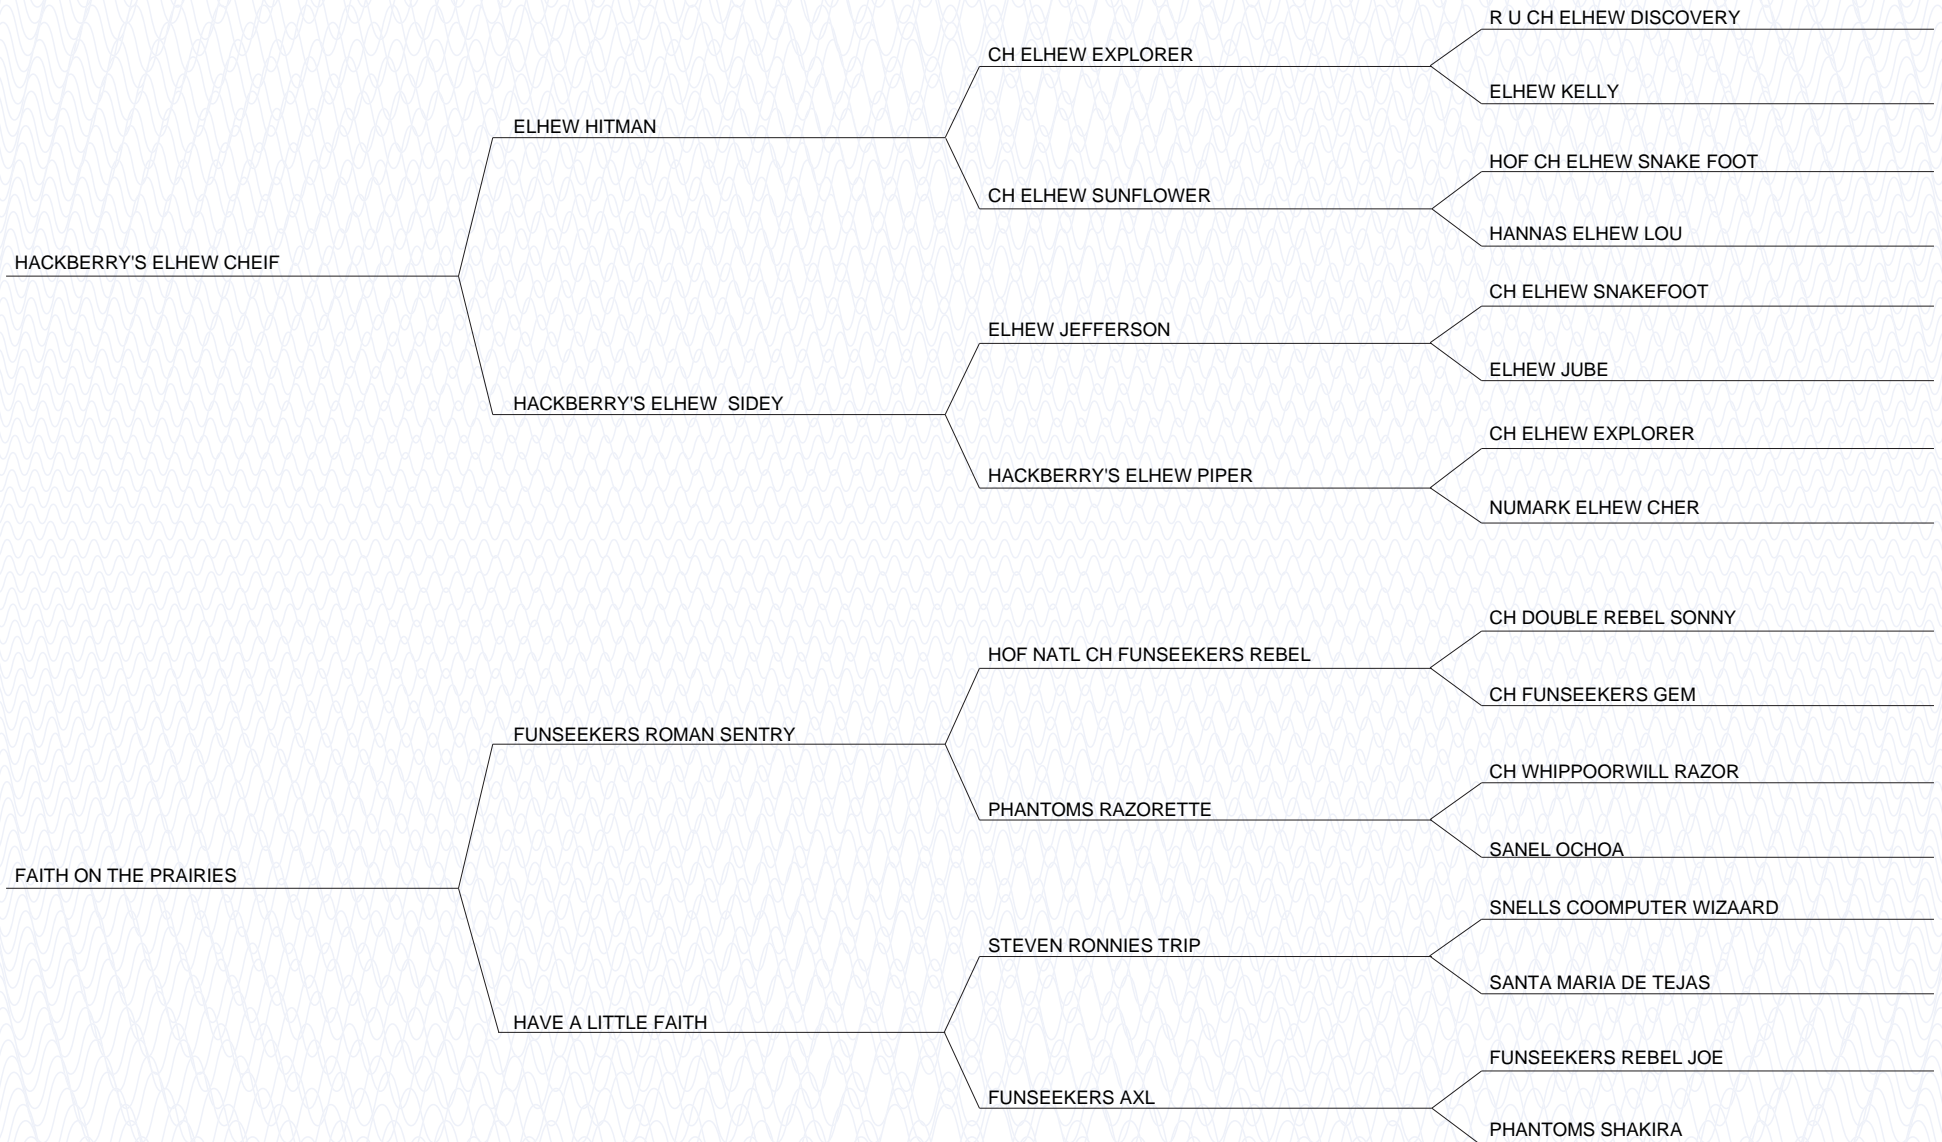 R U CH ELHEW DISCOVERY
CH ELHEW EXPLORER
ELHEW KELLY
ELHEW HITMAN
HOF CH ELHEW SNAKE FOOT
CH ELHEW SUNFLOWER
HANNAS ELHEW LOU
HACKBERRY'S ELHEW CHEIF
CH ELHEW SNAKEFOOT
ELHEW JEFFERSON
ELHEW JUBE
HACKBERRY'S ELHEW  SIDEY
CH ELHEW EXPLORER
HACKBERRY'S ELHEW PIPER
NUMARK ELHEW CHER
CH DOUBLE REBEL SONNY
HOF NATL CH FUNSEEKERS REBEL
CH FUNSEEKERS GEM
FUNSEEKERS ROMAN SENTRY
CH WHIPPOORWILL RAZOR
PHANTOMS RAZORETTE
SANEL OCHOA
FAITH ON THE PRAIRIES
SNELLS COOMPUTER WIZAARD
STEVEN RONNIES TRIP
SANTA MARIA DE TEJAS
HAVE A LITTLE FAITH
FUNSEEKERS REBEL JOE
FUNSEEKERS AXL
PHANTOMS SHAKIRA